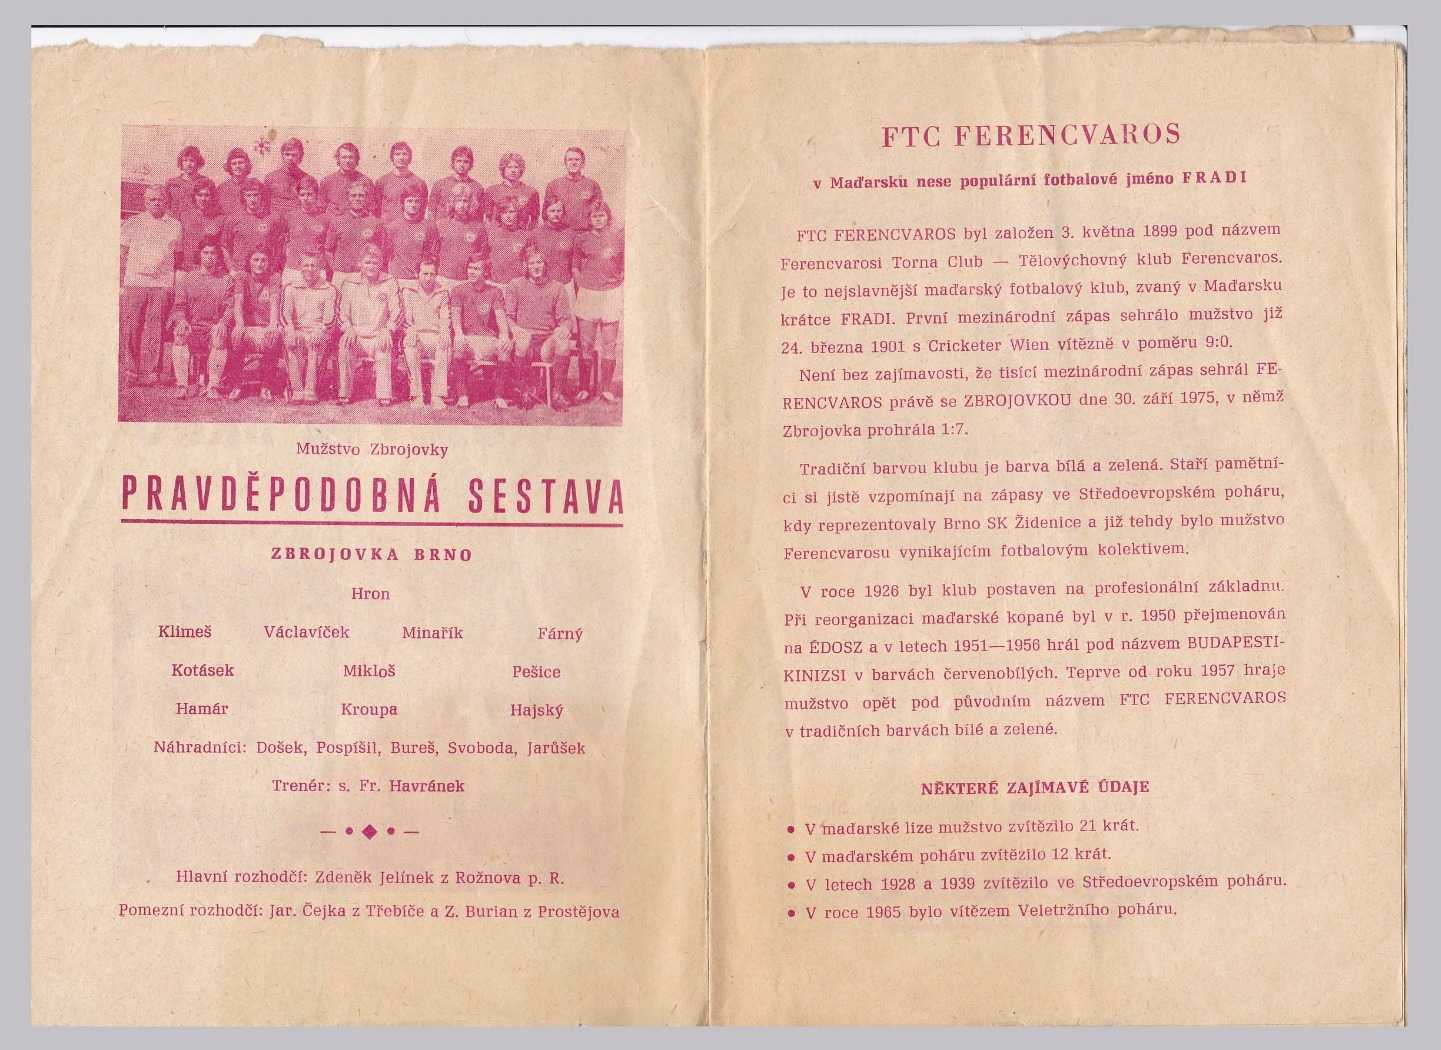 Mužstvo Zbrojovky
PRAVDĚPODOBNÁ SESTAVA
ZBROJOVKA BRNO
Hron
Klimeš Václavíček Minařík Fárný
Kotásek Mikloš Pešice
Hamár Kroupa Hajský
Náhradníci: Došek, Pospíšil, Bureš, Svoboda, Jarůšek
Trenér: s. Fr. Havránek
Hlavní rozhodčí: Zdeněk Jelínek z Rožnova p. R.
Pomezní rozhodčí: Jar. Čejka z Třebíče a Z. Burian z Prostějova
FTC FERENCVAROS
v Maďarsku nese populární fotbalové jméno FRADI
FTC FERENCVAROS byl založen 3. května 1899 pod názvem
Ferencvarosi Torna Club — Tělovýchovný klub Ferencvaros.
Je to nejslavnější maďarský fotbalový klub, zvaný v Maďarsku
krátce FRADI. První mezinárodní zápas sehrálo mužstvo již
24. března 1901 s Cricketer Wien vítězně v poměru 9:0.
Není bez zajímavosti, že tisící mezinárodní zápas sehrál FE-
RENCVAROS právě se ZBROJOVKOU dne 30. září 1975, v němž
Zbrojovka prohrála 1:7.
Tradiční barvou klubu je barva bílá a zelená. Staří pamětní-
ci si jistě vzpomínají na zápasy ve Středoevropském poháru,
kdy reprezentovaly Brno SK Židenice a již tehdy bylo mužstvo
Ferencvarosu vynikajícím fotbalovým kolektivem.
V roce 1926 byl klub postaven na profesionální základnu.
Při reorganizaci maďarské kopané byl v r. 1950 přejmenován
na ÉDOSZ a v letech 1951—1956 hrál pod názvem BUDAPESTI-
KINIZSI v barvách červenobílých. Teprve od roku 1957 hraje
mužstvo opět pod původním názvem FTC FERENCVAROS
v tradičních barvách bílé a zelené.
NĚKTERÉ ZAJÍMAVÉ ÚDAJE
● V maďarské lize mužstvo zvítězilo 21 krát.
● V maďarském poháru zvítězilo 12 krát.
● V letech 1928 a 1939 zvítězilo ve Středoevropském poháru.
● V roce 1965 bylo vítězem Veletržního poháru.